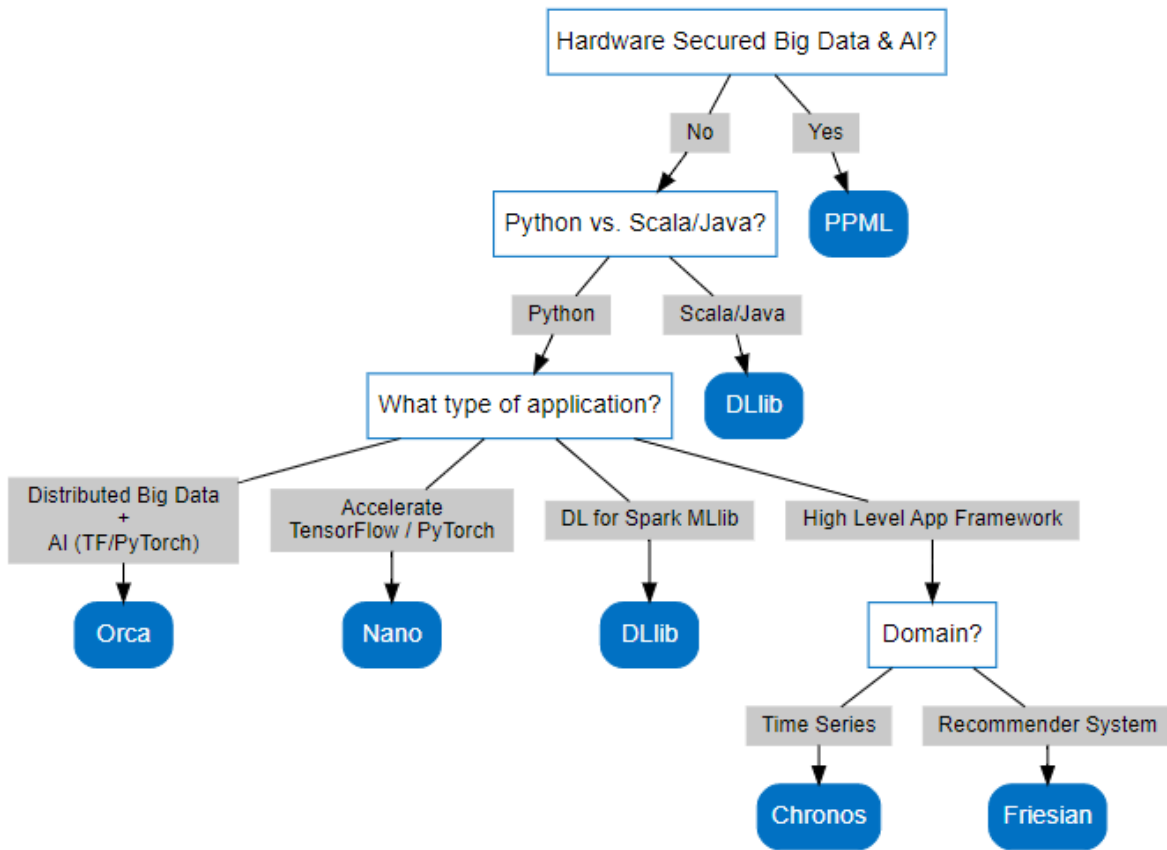 Hardware Secured Big Data & AI?
No
Yes
Python vs. Scala/Java?
PPML
Python
Scala/Java
What type of application?
DLlib
Distributed Big Data
+
AI (TF/PyTorch)
Accelerate
TensorFlow / PyTorch
DL for Spark MLlib
High Level App Framework
Orca
Nano
DLlib
Domain?
Time Series
Recommender System
Chronos
Friesian